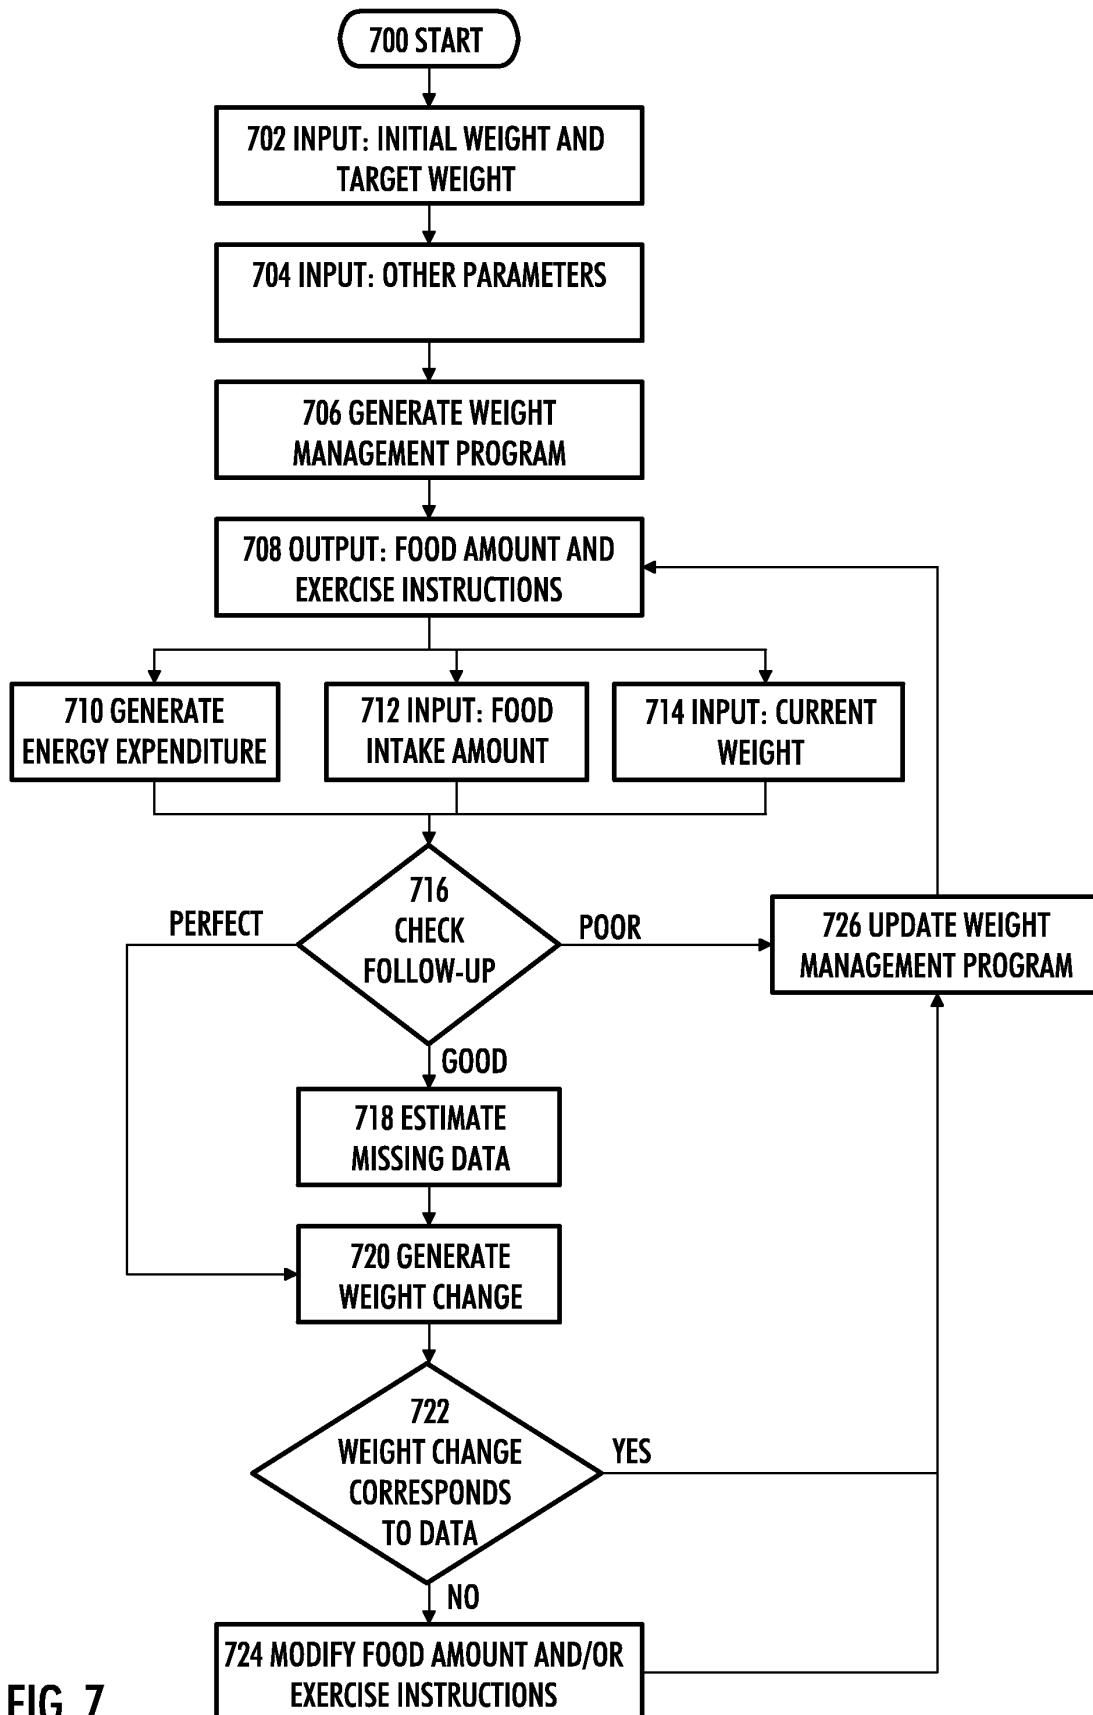 700 START
702 INPUT: INITIAL WEIGHT AND
TARGET WEIGHT
704 INPUT: OTHER PARAMETERS
706 GENERATE WEIGHT
MANAGEMENT PROGRAM
708 OUTPUT: FOOD AMOUNT AND
EXERCISE INSTRUCTIONS
710 GENERATE
ENERGY EXPENDITURE
712 INPUT: FOOD
INTAKE AMOUNT
714 INPUT: CURRENT
WEIGHT
716
CHECK
FOLLOW-UP
PERFECT
POOR
726 UPDATE WEIGHT
MANAGEMENT PROGRAM
GOOD
718 ESTIMATE
MISSING DATA
720 GENERATE
WEIGHT CHANGE
722
WEIGHT CHANGE
CORRESPONDS
TO DATA
YES
NO
724 MODIFY FOOD AMOUNT AND/OR
EXERCISE INSTRUCTIONS
FIG. 7